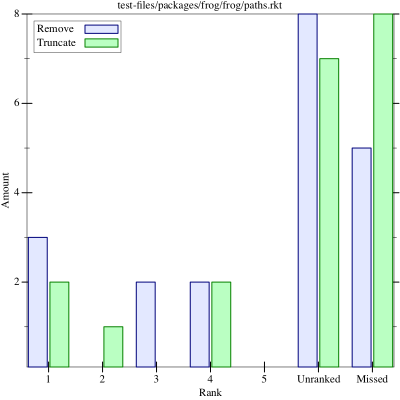 test-files/packages/frog/frog/paths.rkt
Remove
Truncate
8
6
4
2
Amount
1 2 3 4 5 Unranked Missed
Rank